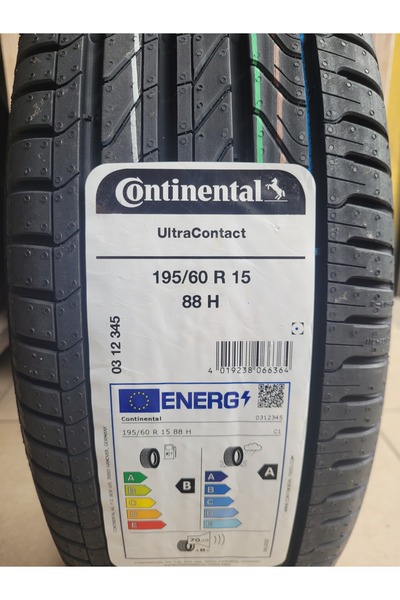 Continental
UltraContact
195/60 R 15
88 H
03 12 345
4 019238 066364
ENERG
Continental
0312345
195/60 R 15 88 H
C1
A
B
C
D
E
B
A
B
C
D
E
A
70 dB
B